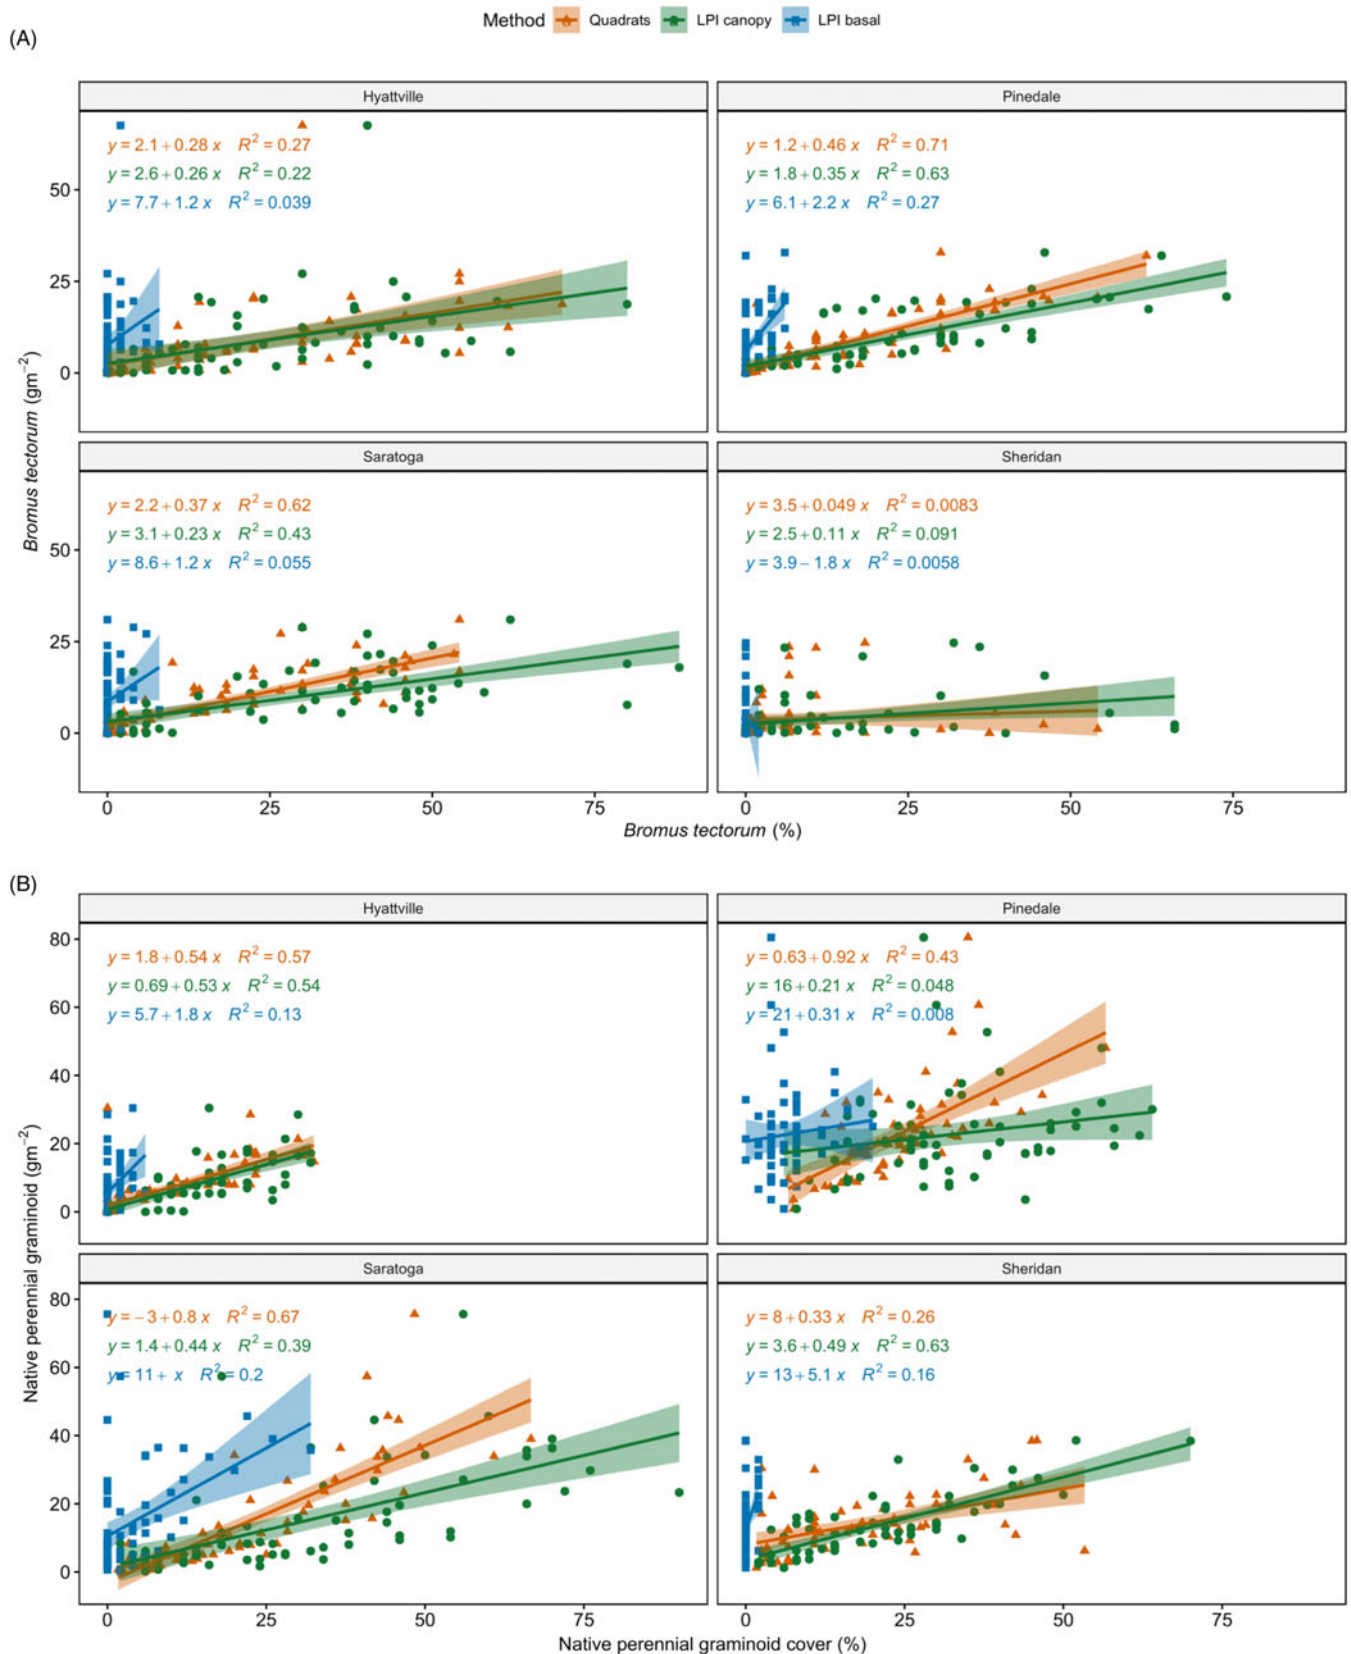 Method Quadrats LPI canopy LPI basal
(A)
Hyattville
Pinedale
y = 2.1 + 0.28 x R² = 0.27
y = 2.6 + 0.26 x R² = 0.22
y = 7.7 + 1.2 x R² = 0.039
y = 1.2 + 0.46 x R² = 0.71
y = 1.8 + 0.35 x R² = 0.63
y = 6.1 + 2.2 x R² = 0.27
50
25
0
Saratoga
Sheridan
y = 2.2 + 0.37 x R² = 0.62
y = 3.1 + 0.23 x R² = 0.43
y = 8.6 + 1.2 x R² = 0.055
y = 3.5 + 0.049 x R² = 0.0083
y = 2.5 + 0.11 x R² = 0.091
y = 3.9 − 1.8 x R² = 0.0058
50
25
0
Bromus tectorum (gm⁻²)
0 25 50 75
0 25 50 75
Bromus tectorum (%)
(B)
Hyattville
Pinedale
y = 1.8 + 0.54 x R² = 0.57
y = 0.69 + 0.53 x R² = 0.54
y = 5.7 + 1.8 x R² = 0.13
y = 0.63 + 0.92 x R² = 0.43
y = 16 + 0.21 x R² = 0.048
y = 21 + 0.31 x R² = 0.008
80
60
40
20
0
Saratoga
Sheridan
y = − 3 + 0.8 x R² = 0.67
y = 1.4 + 0.44 x R² = 0.39
y = 11 + x R² = 0.2
y = 8 + 0.33 x R² = 0.26
y = 3.6 + 0.49 x R² = 0.63
y = 13 + 5.1 x R² = 0.16
80
60
40
20
0
Native perennial graminoid (gm⁻²)
0 25 50 75
0 25 50 75
Native perennial graminoid cover (%)